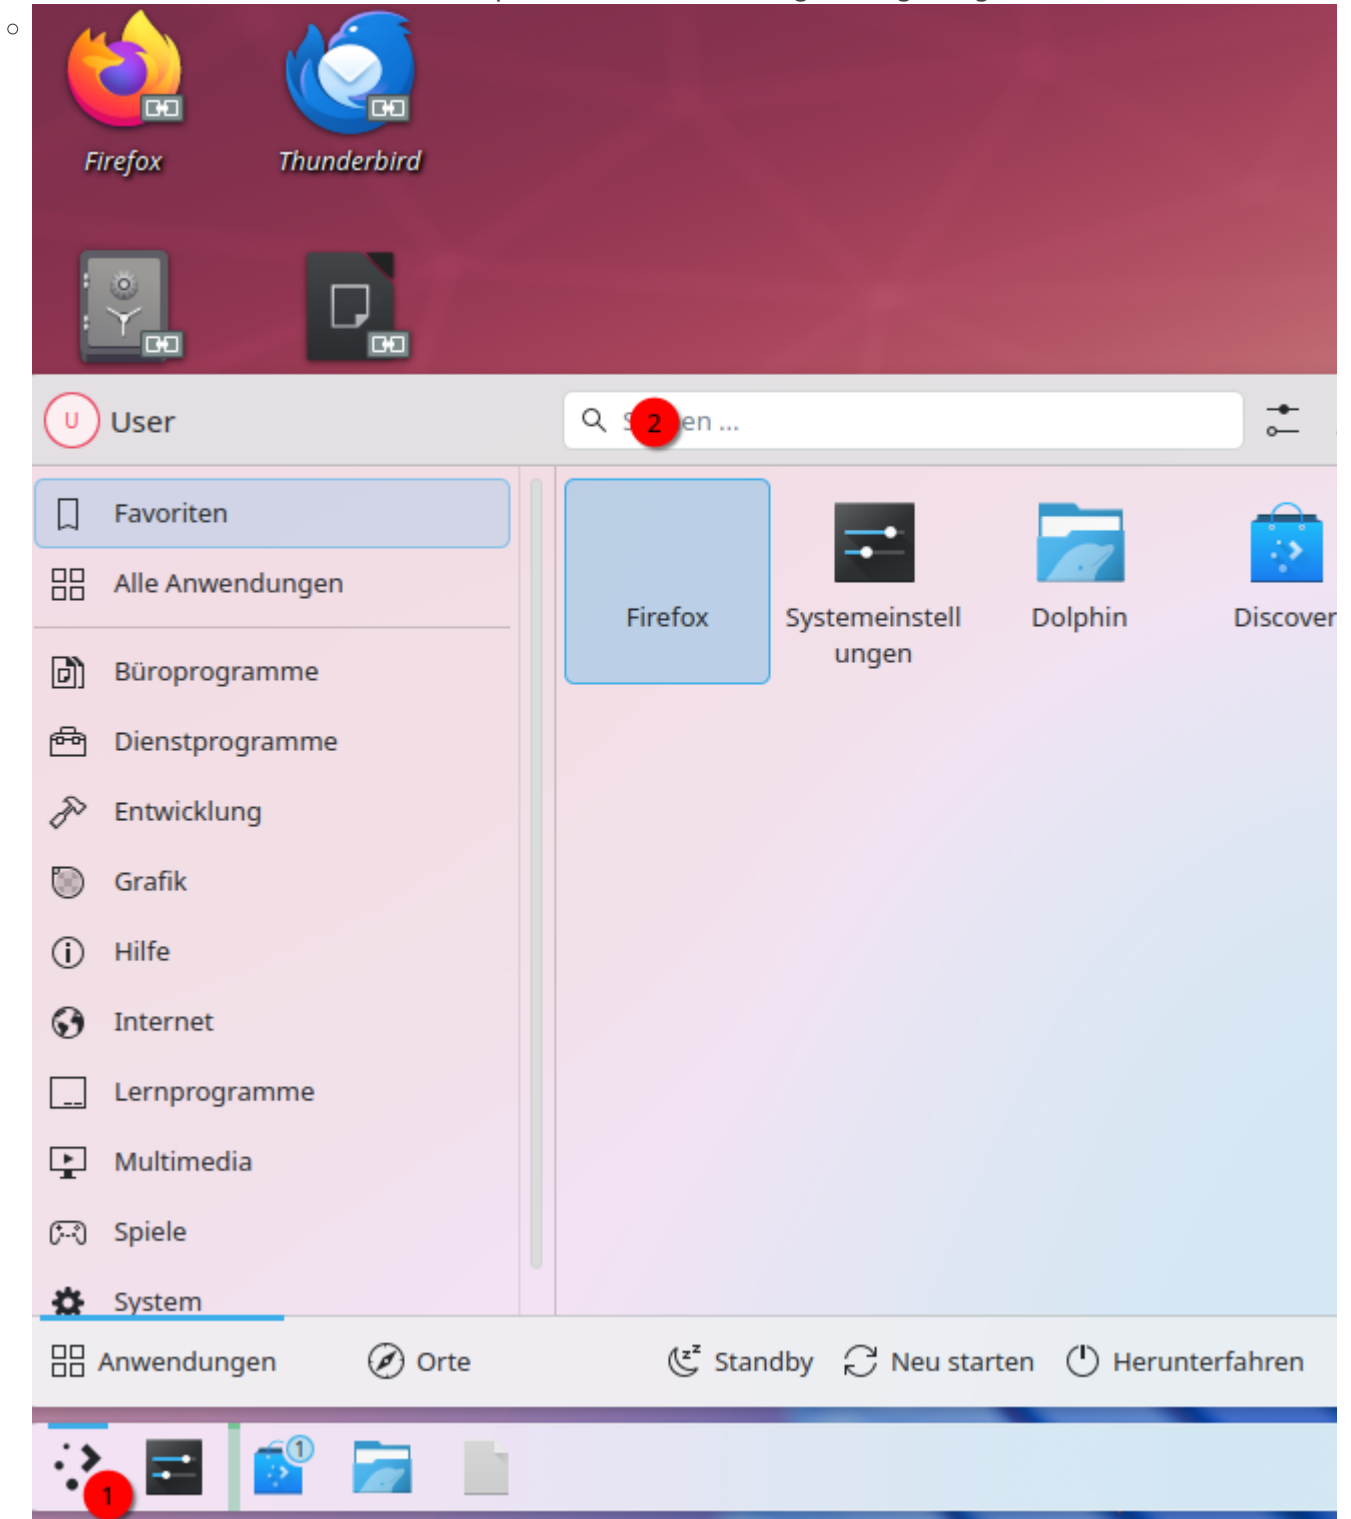 Firefox
Thunderbird
U
User
2
en ...
Favoriten
Alle Anwendungen
Firefox
Systemeinstell
ungen
Dolphin
Discover
Büroprogramme
Dienstprogramme
Entwicklung
Grafik
Hilfe
Internet
Lernprogramme
Multimedia
Spiele
System
Anwendungen
Orte
zz Standby
Neu starten
Herunterfahren
1
1